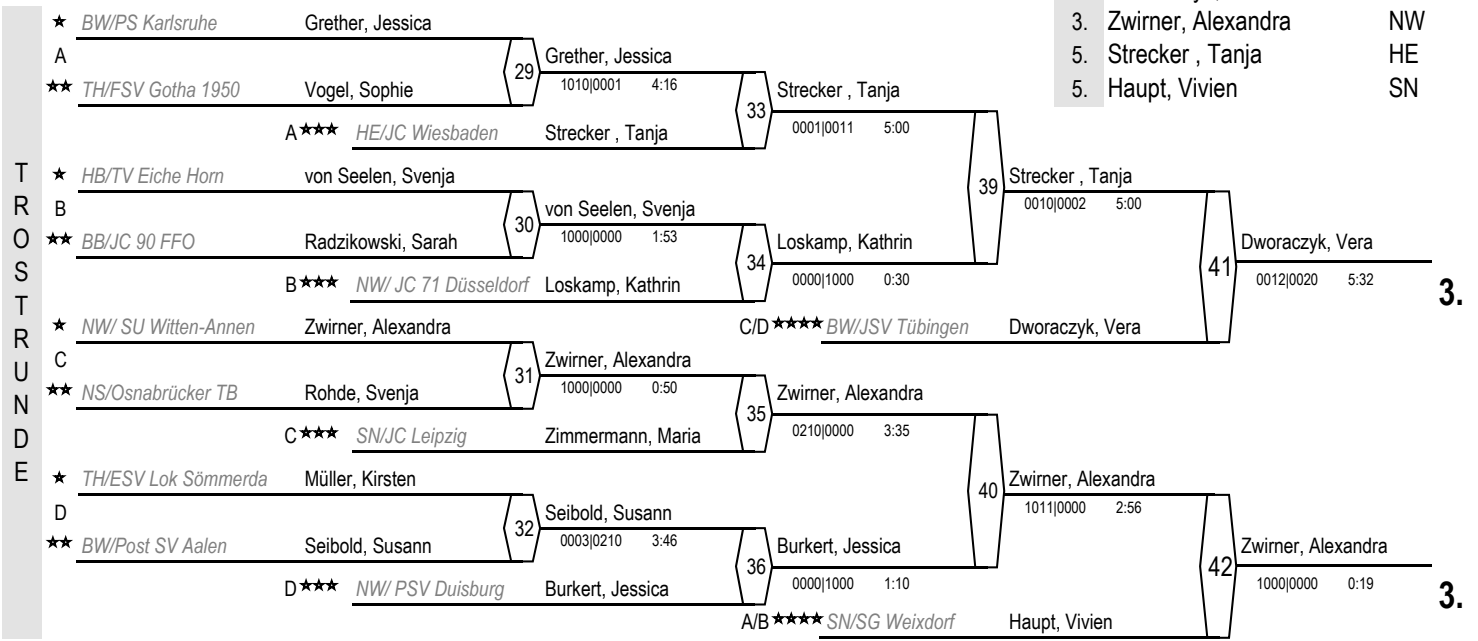 3. Zwirner, Alexandra NW
5. Strecker , Tanja HE
5. Haupt, Vivien SN
TROSTRUNDE
★ BW/PS Karlsruhe Grether, Jessica
A
★★ TH/FSV Gotha 1950 Vogel, Sophie
29 Grether, Jessica
1010|0001 4:16
A★★★ HE/JC Wiesbaden Strecker , Tanja
33 Strecker , Tanja
0001|0011 5:00
★ HB/TV Eiche Horn von Seelen, Svenja
B
★★ BB/JC 90 FFO Radzikowski, Sarah
30 von Seelen, Svenja
1000|0000 1:53
B★★★ NW/ JC 71 Düsseldorf Loskamp, Kathrin
34 Loskamp, Kathrin
0000|1000 0:30
39 Strecker , Tanja
0010|0002 5:00
C/D★★★★ BW/JSV Tübingen Dworaczyk, Vera
41 Dworaczyk, Vera
0012|0020 5:32
3.
★ NW/ SU Witten-Annen Zwirner, Alexandra
C
★★ NS/Osnabrücker TB Rohde, Svenja
31 Zwirner, Alexandra
1000|0000 0:50
C★★★ SN/JC Leipzig Zimmermann, Maria
35 Zwirner, Alexandra
0210|0000 3:35
★ TH/ESV Lok Sömmerda Müller, Kirsten
D
★★ BW/Post SV Aalen Seibold, Susann
32 Seibold, Susann
0003|0210 3:46
D★★★ NW/ PSV Duisburg Burkert, Jessica
36 Burkert, Jessica
0000|1000 1:10
40 Zwirner, Alexandra
1011|0000 2:56
A/B★★★★ SN/SG Weixdorf Haupt, Vivien
42 Zwirner, Alexandra
1000|0000 0:19
3.